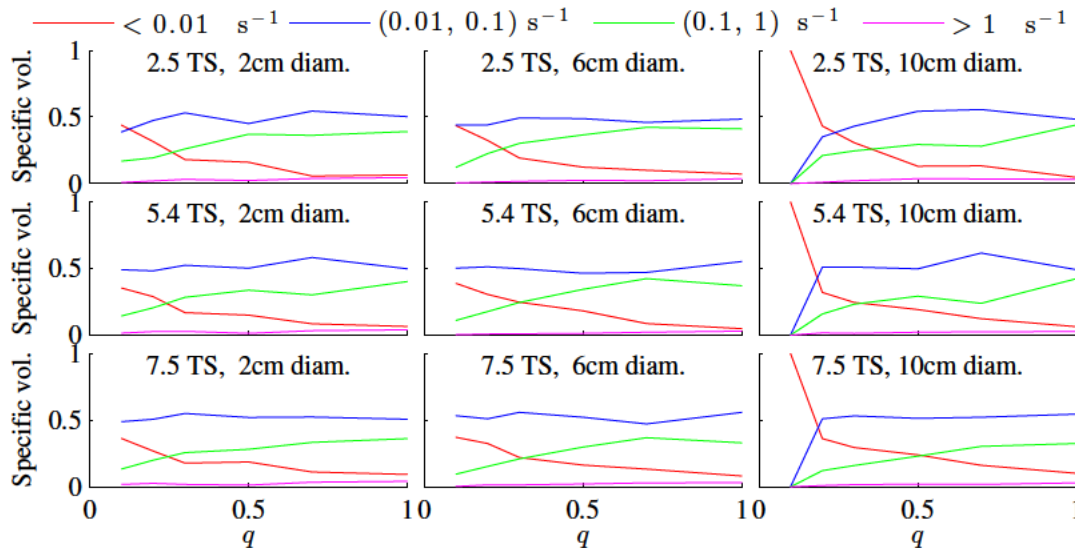 < 0.01 s⁻¹ (0.01, 0.1) s⁻¹ (0.1, 1) s⁻¹ > 1 s⁻¹
1 2.5 TS, 2cm diam. 2.5 TS, 6cm diam. 2.5 TS, 10cm diam.
Specific vol.
0.5
0
1 5.4 TS, 2cm diam. 5.4 TS, 6cm diam. 5.4 TS, 10cm diam.
Specific vol.
0.5
0
1 7.5 TS, 2cm diam. 7.5 TS, 6cm diam. 7.5 TS, 10cm diam.
Specific vol.
0.5
0
0 0.5 1 0 0.5 1 0 0.5 1
q q q